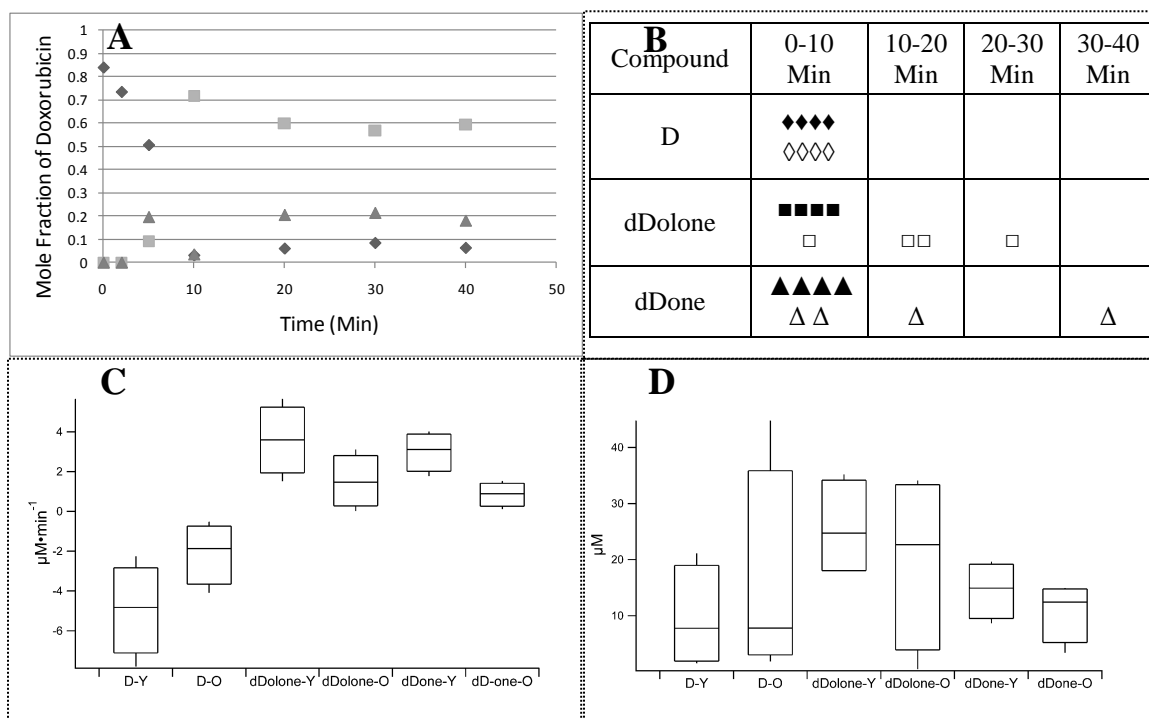 A
Mole Fraction of Doxorubicin
1
0.9
0.8
0.7
0.6
0.5
0.4
0.3
0.2
0.1
0
0 10 20 30 40 50
Time (Min)
B
Compound 0-10 Min 10-20 Min 20-30 Min 30-40 Min
D ♦♦♦♦
◊◊◊◊
dDolone ■■■■
□ □□ □
dDone ▲▲▲▲
Δ Δ Δ Δ
C
µM•min⁻¹
4
2
0
-2
-4
-6
D-Y D-O dDolone-Y dDolone-O dDone-Y dD-one-O
D
µM
40
30
20
10
D-Y D-O dDolone-Y dDolone-O dDone-Y dDone-O